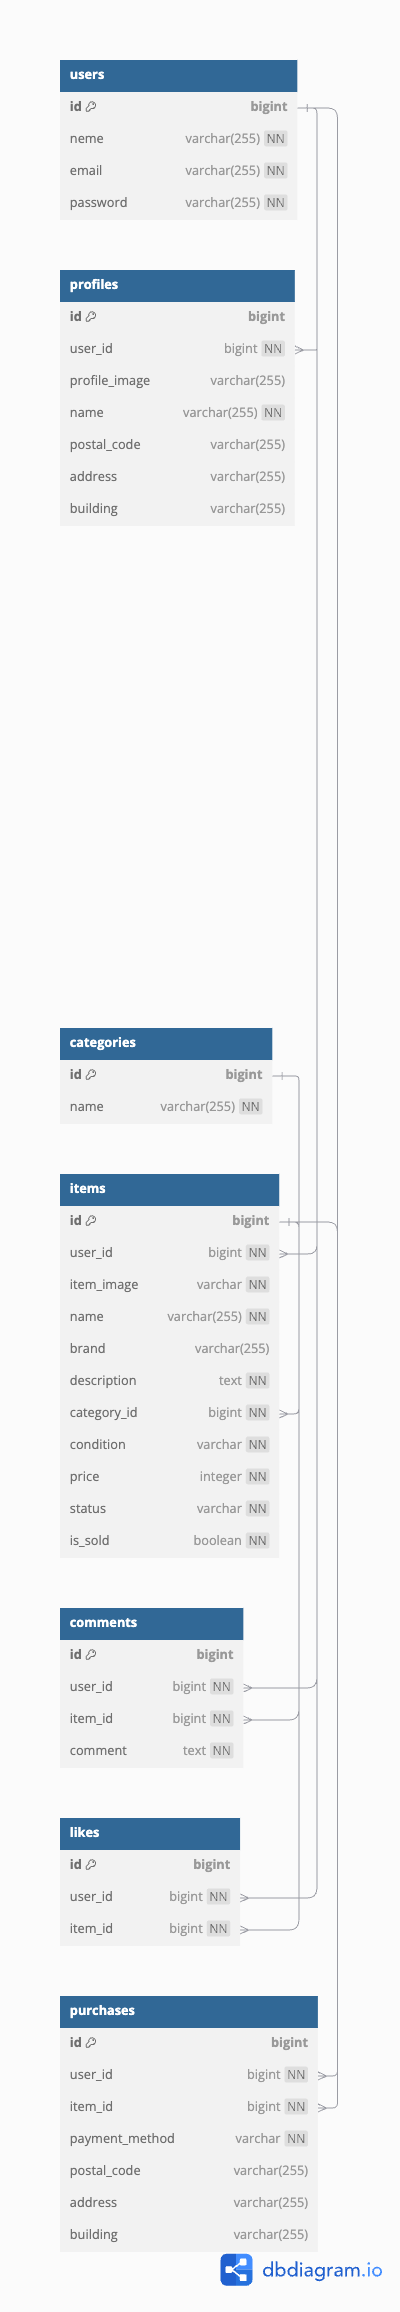 users
id bigint
neme varchar(255) NN
email varchar(255) NN
password varchar(255) NN
profiles
id bigint
user_id bigint NN
profile_image varchar(255)
name varchar(255) NN
postal_code varchar(255)
address varchar(255)
building varchar(255)
categories
id bigint
name varchar(255) NN
items
id bigint
user_id bigint NN
item_image varchar NN
name varchar(255) NN
brand varchar(255)
description text NN
category_id bigint NN
condition varchar NN
price integer NN
status varchar NN
is_sold boolean NN
comments
id bigint
user_id bigint NN
item_id bigint NN
comment text NN
likes
id bigint
user_id bigint NN
item_id bigint NN
purchases
id bigint
user_id bigint NN
item_id bigint NN
payment_method varchar NN
postal_code varchar(255)
address varchar(255)
building varchar(255)
dbdiagram.io